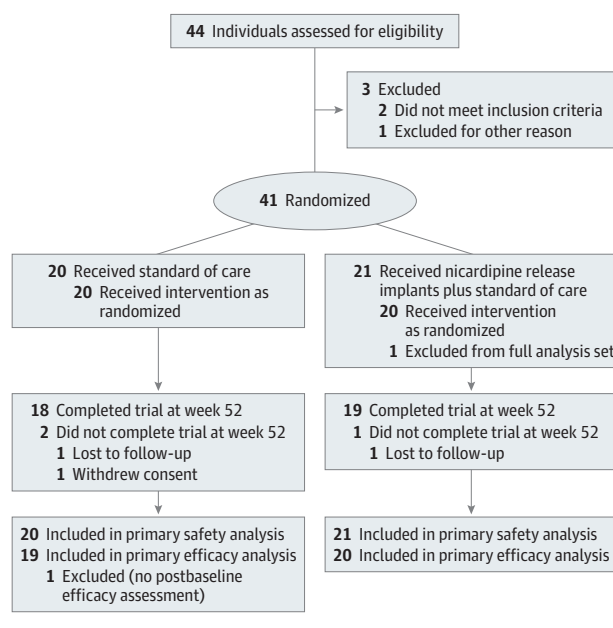 44 Individuals assessed for eligibility
3 Excluded
2 Did not meet inclusion criteria
1 Excluded for other reason
41 Randomized
20 Received standard of care
20 Received intervention as
randomized
21 Received nicardipine release
implants plus standard of care
20 Received intervention
as randomized
1 Excluded from full analysis set
18 Completed trial at week 52
2 Did not complete trial at week 52
1 Lost to follow-up
1 Withdrew consent
19 Completed trial at week 52
1 Did not complete trial at week 52
1 Lost to follow-up
20 Included in primary safety analysis
19 Included in primary efficacy analysis
1 Excluded (no postbaseline
efficacy assessment)
21 Included in primary safety analysis
20 Included in primary efficacy analysis